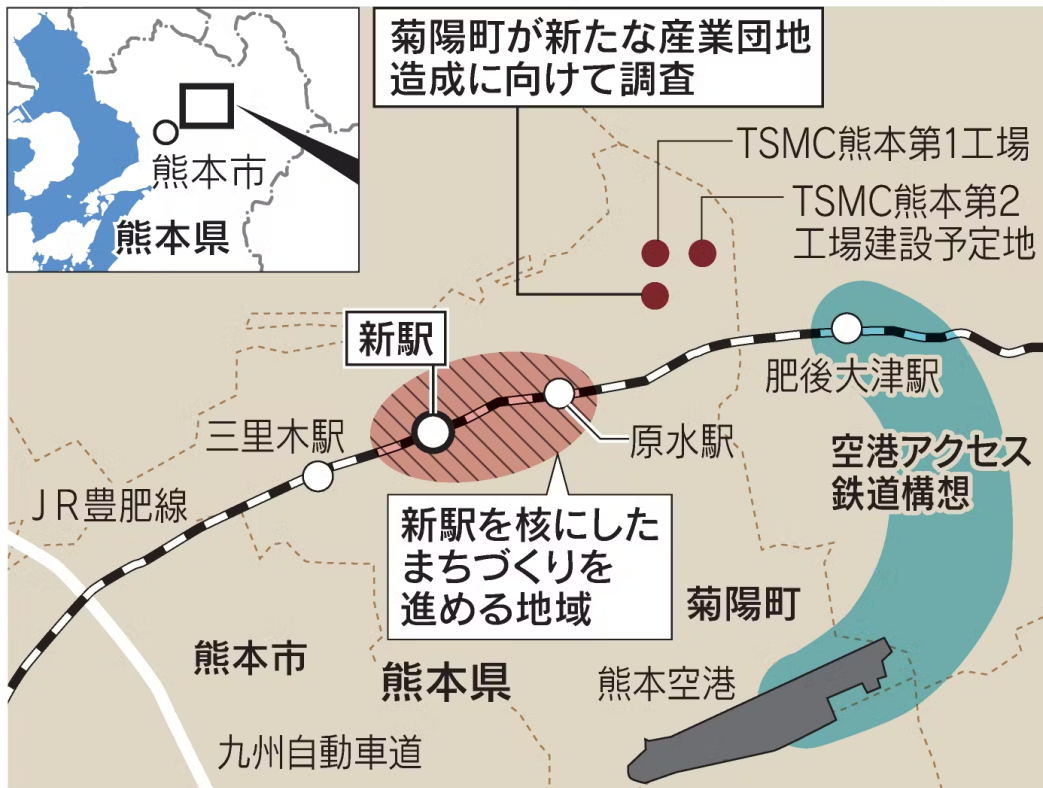 菊陽町が新たな産業団地
造成に向けて調査
熊本市
熊本県
TSMC熊本第1工場
TSMC熊本第2
工場建設予定地
新駅
肥後大津駅
三里木駅
原水駅
空港アクセス
鉄道構想
JR豊肥線
新駅を核にした
まちづくりを
進める地域
菊陽町
熊本市
熊本県
熊本空港
九州自動車道